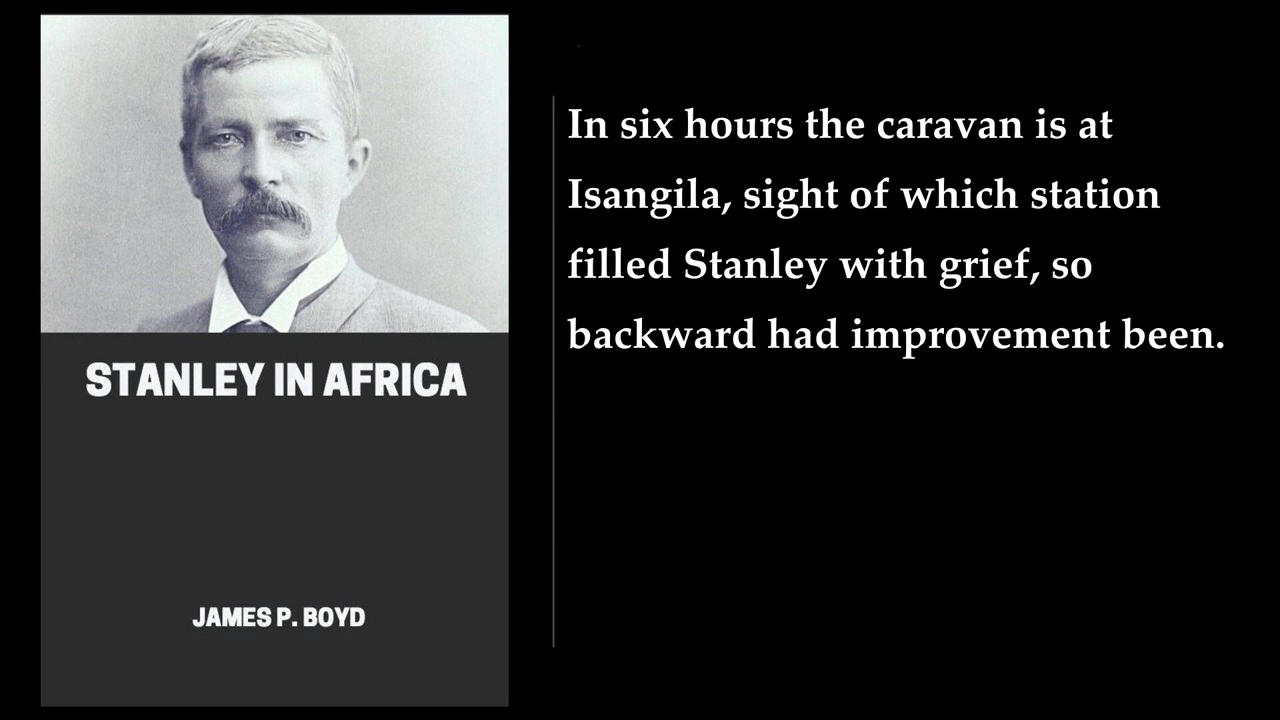 STANLEY IN AFRICA
JAMES P. BOYD
In six hours the caravan is at
Isangila, sight of which station
filled Stanley with grief, so
backward had improvement been.